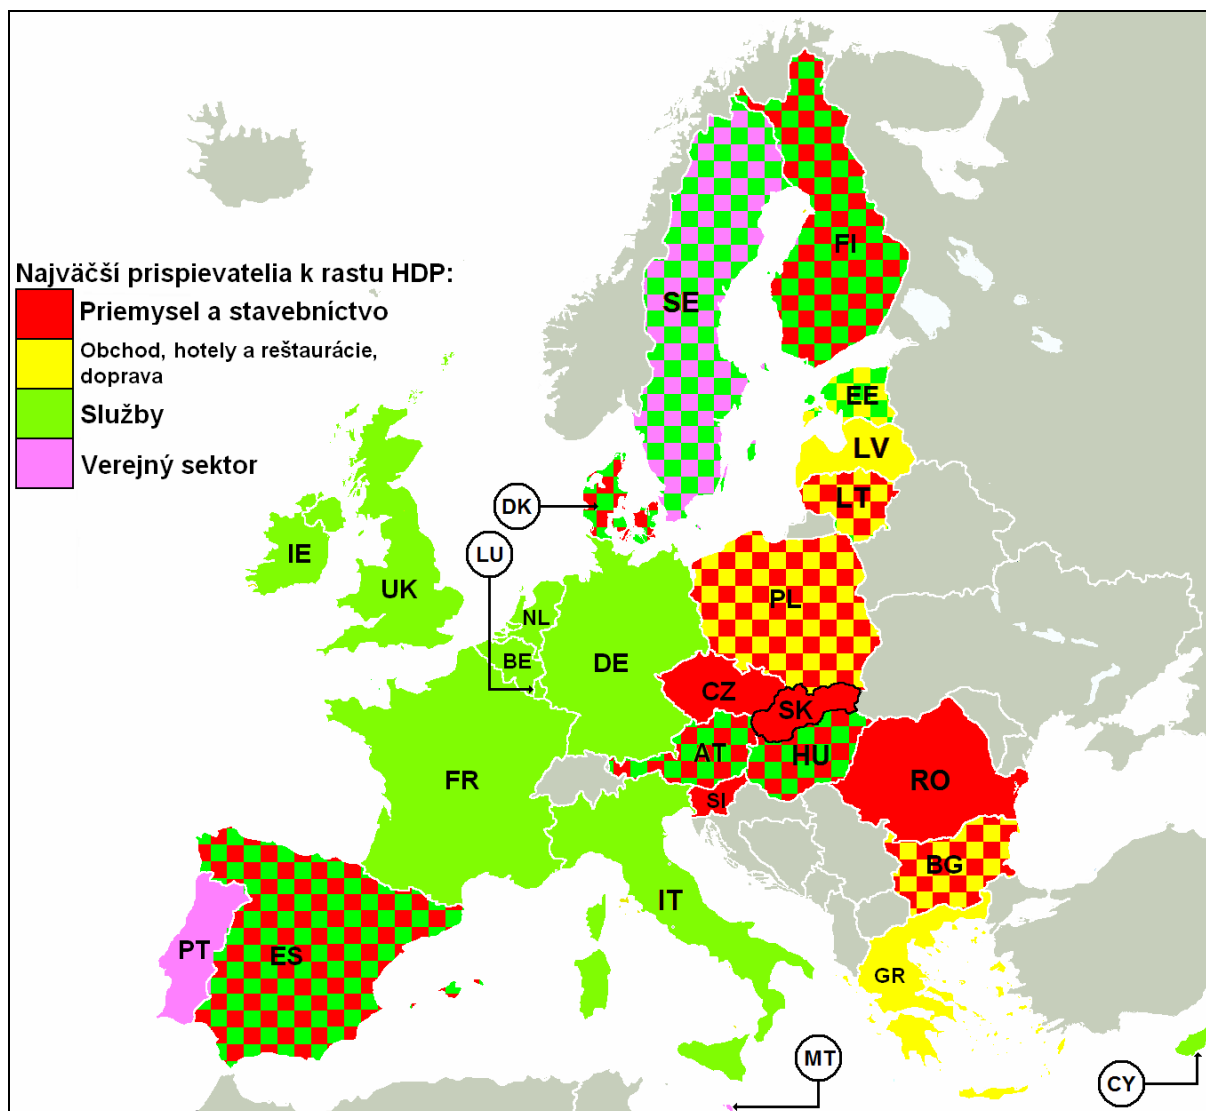 Najväčší prispievatelia k rastu HDP:
Priemysel a stavebníctvo
Obchod, hotely a reštaurácie,
doprava
Služby
Verejný sektor
FI
SE
EE
LV
LT
DK
LU
IE
UK
NL
BE
DE
PL
CZ
SK
AT
HU
FR
SI
RO
BG
IT
PT
ES
GR
MT
CY